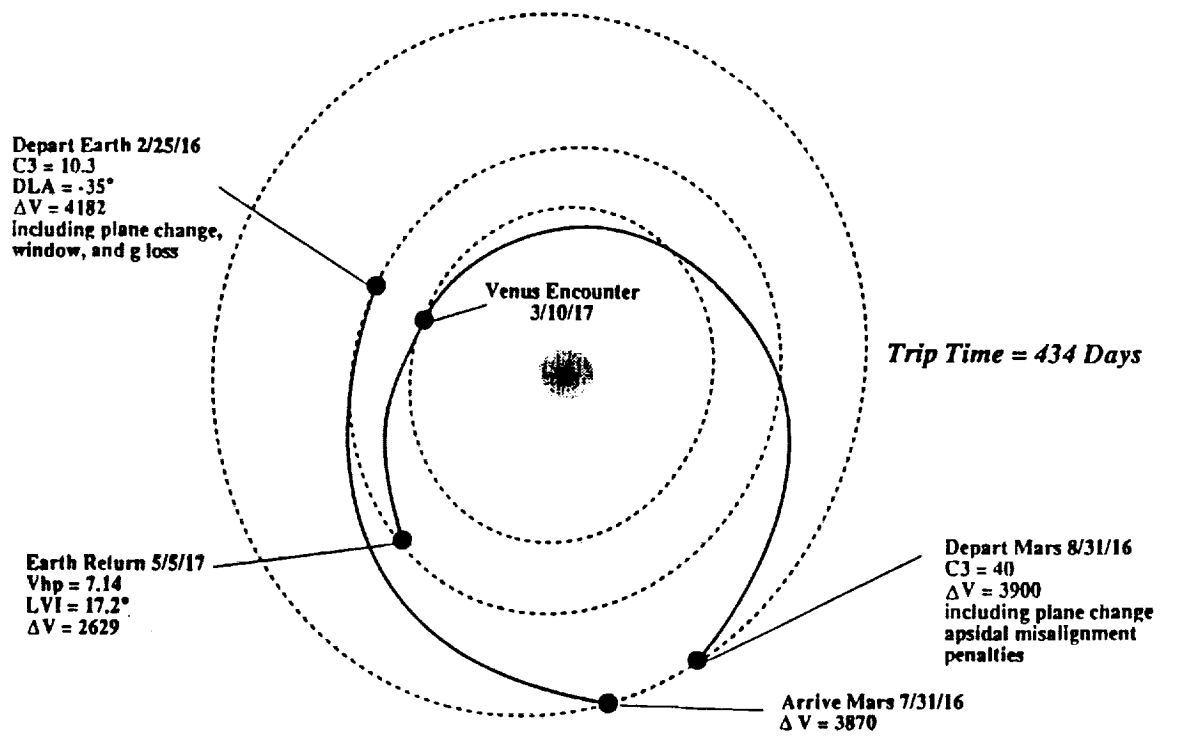 Depart Earth 2/25/16
C3 = 10.3
DLA = -35°
ΔV = 4182
including plane change,
window, and g loss
Venus Encounter
3/10/17
Trip Time = 434 Days
Earth Return 5/5/17
Vhp = 7.14
LVI = 17.2°
ΔV = 2629
Depart Mars 8/31/16
C3 = 40
ΔV = 3900
including plane change
apsidal misalignment
penalties
Arrive Mars 7/31/16
ΔV = 3870